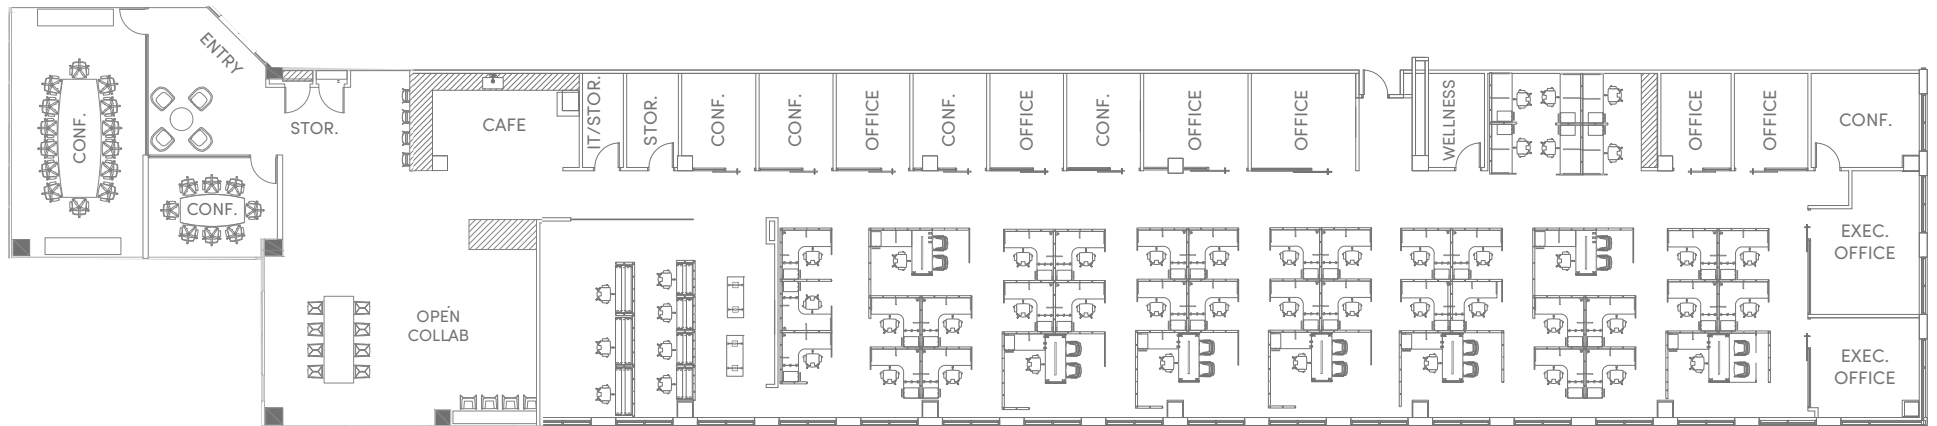 ENTRY
CONF.
CONF.
STOR.
CAFE
IT/STOR.
STOR.
CONF.
CONF.
OFFICE
CONF.
OFFICE
CONF.
OFFICE
OFFICE
WELLNESS
OFFICE
OFFICE
CONF.
OPEN
COLLAB
EXEC.
OFFICE
EXEC.
OFFICE